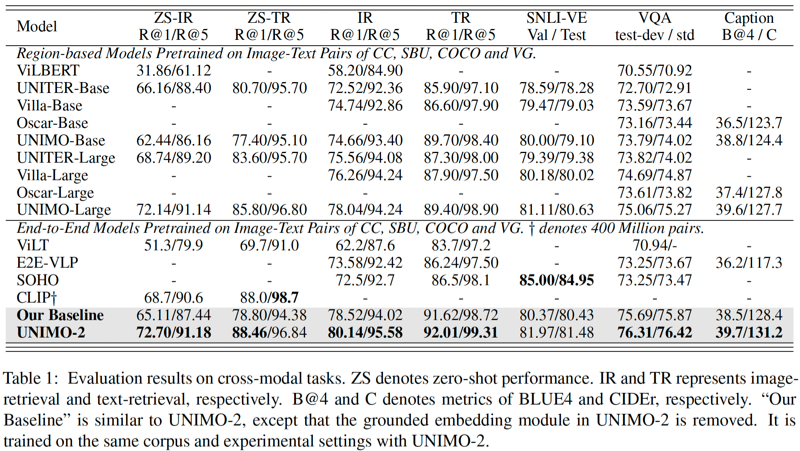 Model ZS-IR ZS-TR IR TR SNLI-VE VQA Caption
R@1/R@5 R@1/R@5 R@1/R@5 R@1/R@5 Val / Test test-dev / std B@4 / C
Region-based Models Pretrained on Image-Text Pairs of CC, SBU, COCO and VG.
ViLBERT 31.86/61.12 - 58.20/84.90 - - 70.55/70.92 -
UNITER-Base 66.16/88.40 80.70/95.70 72.52/92.36 85.90/97.10 78.59/78.28 72.70/72.91 -
Villa-Base - - 74.74/92.86 86.60/97.90 79.47/79.03 73.59/73.67 -
Oscar-Base - - - - - 73.16/73.44 36.5/123.7
UNIMO-Base 62.44/86.16 77.40/95.10 74.66/93.40 89.70/98.40 80.00/79.10 73.79/74.02 38.8/124.4
UNITER-Large 68.74/89.20 83.60/95.70 75.56/94.08 87.30/98.00 79.39/79.38 73.82/74.02 -
Villa-Large - - 76.26/94.24 87.90/97.50 80.18/80.02 74.69/74.87 -
Oscar-Large - - - - - 73.61/73.82 37.4/127.8
UNIMO-Large 72.14/91.14 85.80/96.80 78.04/94.24 89.40/98.90 81.11/80.63 75.06/75.27 39.6/127.7
End-to-End Models Pretrained on Image-Text Pairs of CC, SBU, COCO and VG. † denotes 400 Million pairs.
ViLT 51.3/79.9 69.7/91.0 62.2/87.6 83.7/97.2 - 70.94/- -
E2E-VLP - - 73.58/92.42 86.24/97.50 - 73.25/73.67 36.2/117.3
SOHO - - 72.5/92.7 86.5/98.1 85.00/84.95 73.25/73.47 -
CLIP† 68.7/90.6 88.0/98.7 - - - - -
Our Baseline 65.11/87.44 78.80/94.38 78.52/94.02 91.62/98.72 80.37/80.43 75.69/75.87 38.5/128.4
UNIMO-2 72.70/91.18 88.46/96.84 80.14/95.58 92.01/99.31 81.97/81.48 76.31/76.42 39.7/131.2
Table 1: Evaluation results on cross-modal tasks. ZS denotes zero-shot performance. IR and TR represents image-
retrieval and text-retrieval, respectively. B@4 and C denotes metrics of BLUE4 and CIDEr, respectively. “Our
Baseline” is similar to UNIMO-2, except that the grounded embedding module in UNIMO-2 is removed. It is
trained on the same corpus and experimental settings with UNIMO-2.